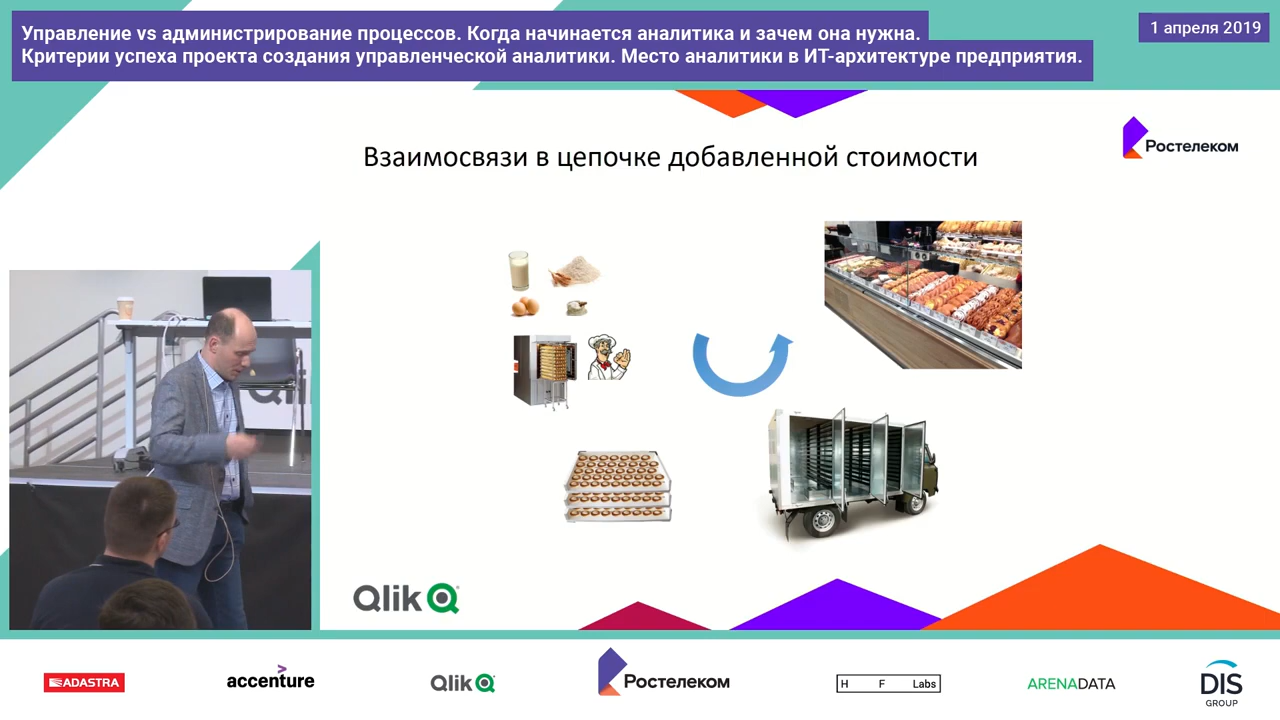 Управление vs администрирование процессов. Когда начинается аналитика и зачем она нужна.
Критерии успеха проекта создания управленческой аналитики. Место аналитики в ИТ-архитектуре предприятия.
1 апреля 2019
Ростелеком
Взаимосвязи в цепочке добавленной стоимости
Qlik
ADASTRA
accenture
Qlik
Ростелеком
H F Labs
ARENADATA
DIS
GROUP